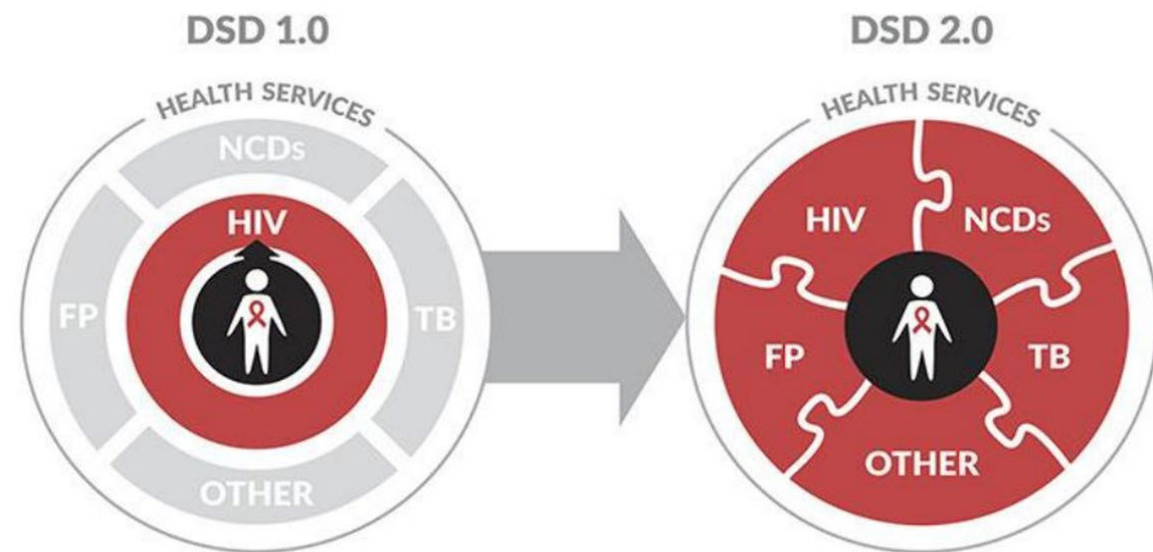 DSD 1.0
HEALTH SERVICES
NCDs
HIV
FP
TB
OTHER
DSD 2.0
HEALTH SERVICES
HIV
NCDs
FP
TB
OTHER